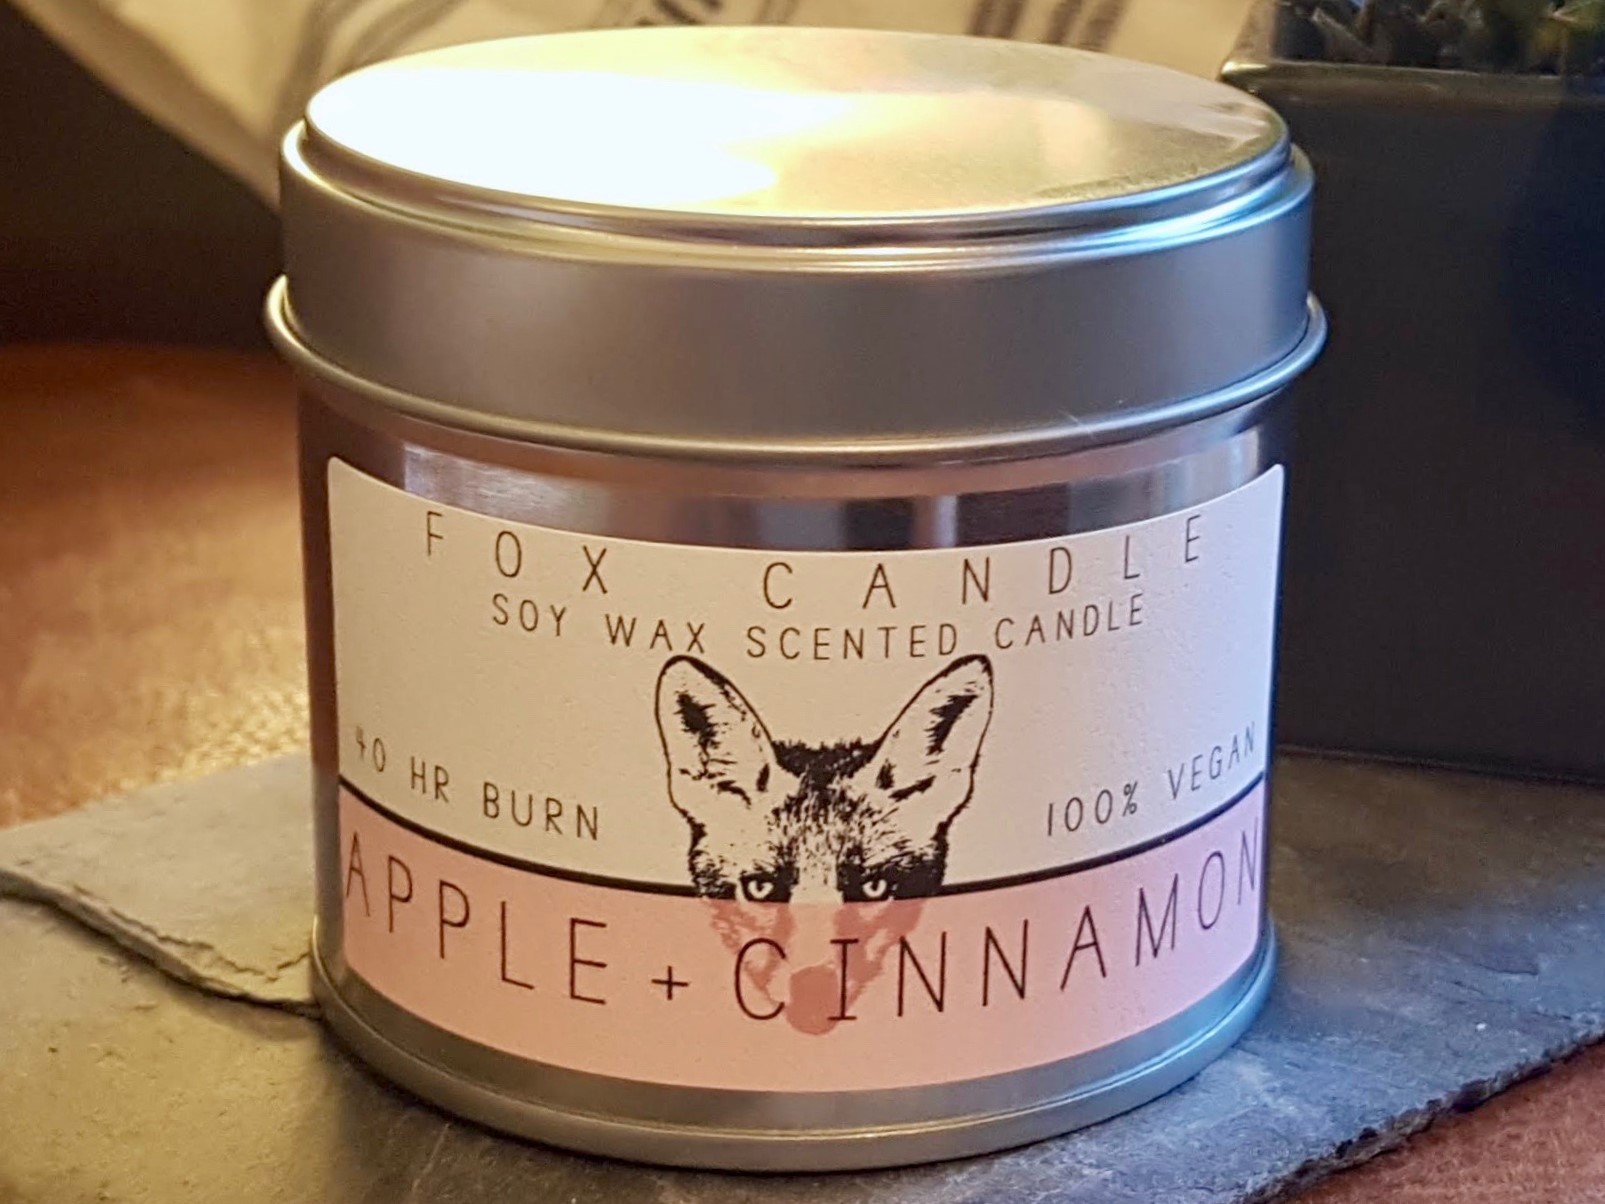 FOX CANDLE
SOY WAX SCENTED CANDLE
40 HR BURN
100% VEGAN
APPLE + CINNAMON